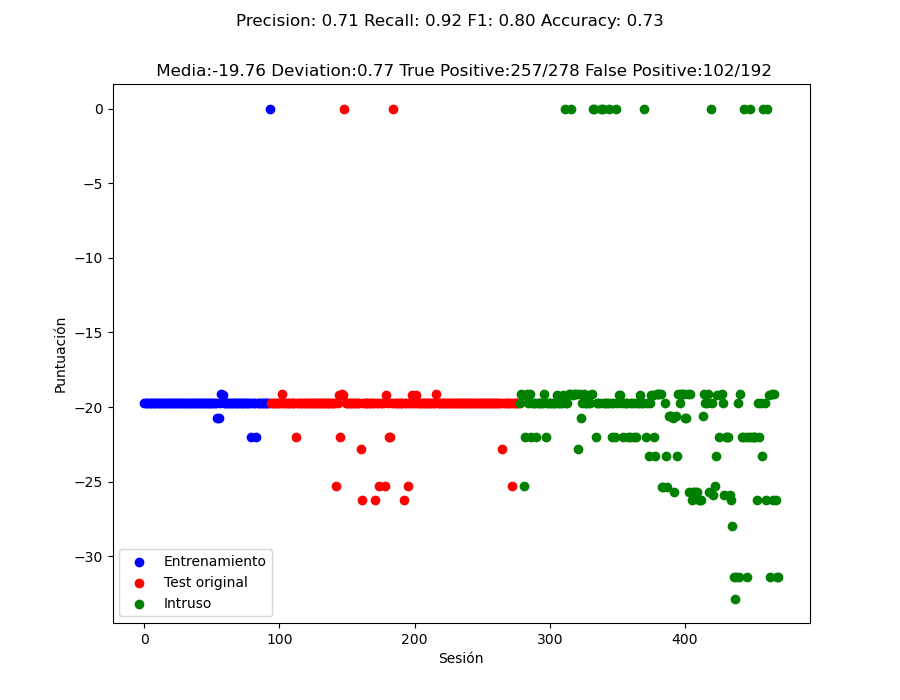 Precision: 0.71 Recall: 0.92 F1: 0.80 Accuracy: 0.73
Media:-19.76 Deviation:0.77 True Positive:257/278 False Positive:102/192
0
−5
−10
−15
−20
−25
−30
Puntuación
Entrenamiento
Test original
Intruso
0 100 200 300 400
Sesión